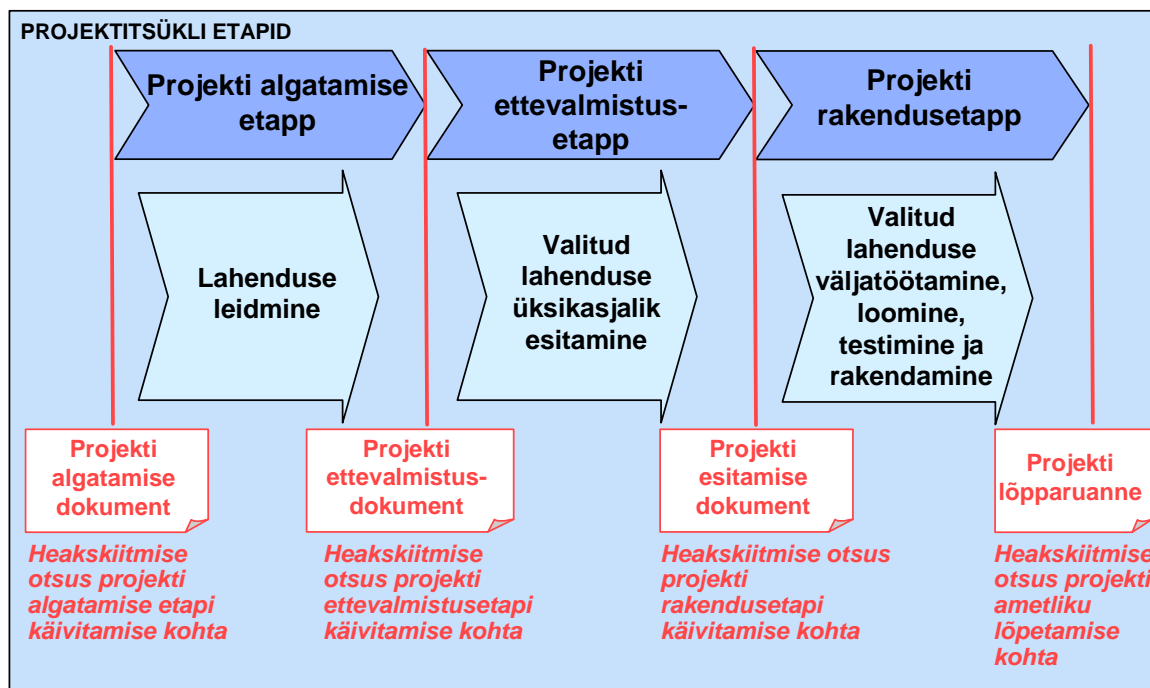 PROJEKTITSÜKLI ETAPID
Projekti algatamise
etapp
Projekti
ettevalmistus-
etapp
Projekti
rakendusetapp
Lahenduse
leidmine
Valitud
lahenduse
üksikasjalik
esitamine
Valitud
lahenduse
väljatöötamine,
loomine,
testimine ja
rakendamine
Projekti
algatamise
dokument
Projekti
ettevalmistus-
dokument
Projekti
esitamise
dokument
Projekti
lõpparuanne
Heakskiitmise
otsus projekti
algatamise etapi
käivitamise kohta
Heakskiitmise
otsus projekti
ettevalmistusetapi
käivitamise kohta
Heakskiitmise otsus
projekti
rakendusetapi
käivitamise kohta
Heakskiitmise
otsus projekti
ametliku
lõpetamise
kohta